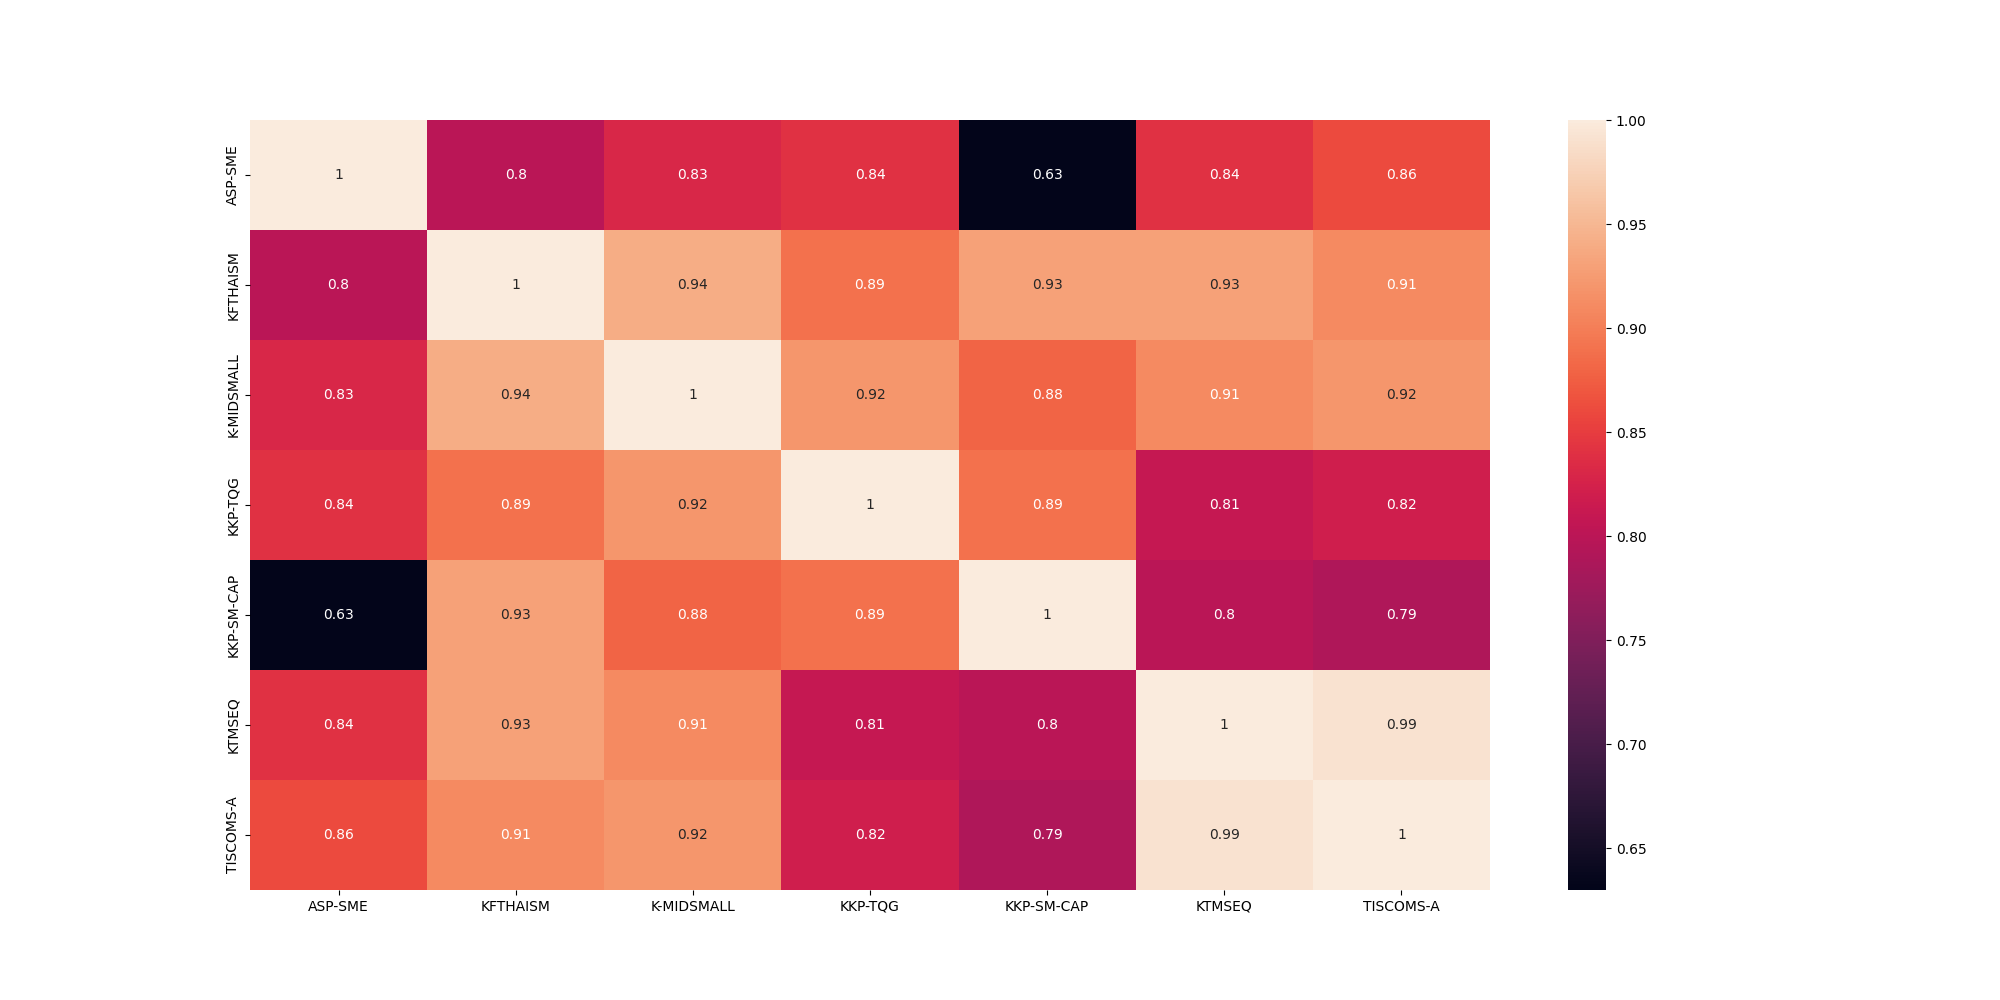 1.00
ASP-SME 1 0.8 0.83 0.84 0.63 0.84 0.86
0.95
KFTHAISM 0.8 1 0.94 0.89 0.93 0.93 0.91
0.90
K-MIDSMALL 0.83 0.94 1 0.92 0.88 0.91 0.92
0.85
KKP-TQG 0.84 0.89 0.92 1 0.89 0.81 0.82
0.80
KKP-SM-CAP 0.63 0.93 0.88 0.89 1 0.8 0.79
0.75
KTMSEQ 0.84 0.93 0.91 0.81 0.8 1 0.99
0.70
TISCOMS-A 0.86 0.91 0.92 0.82 0.79 0.99 1
0.65
ASP-SME KFTHAISM K-MIDSMALL KKP-TQG KKP-SM-CAP KTMSEQ TISCOMS-A